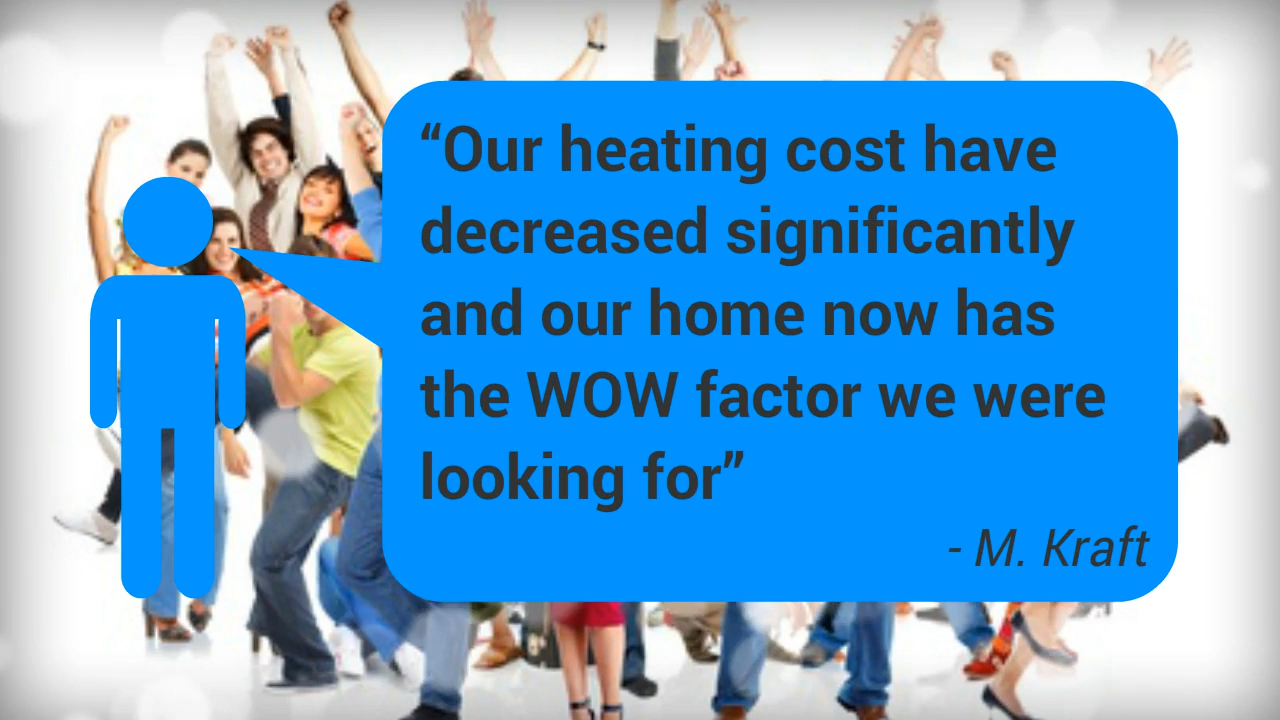 “Our heating cost have
decreased significantly
and our home now has
the WOW factor we were
looking for”
- M. Kraft